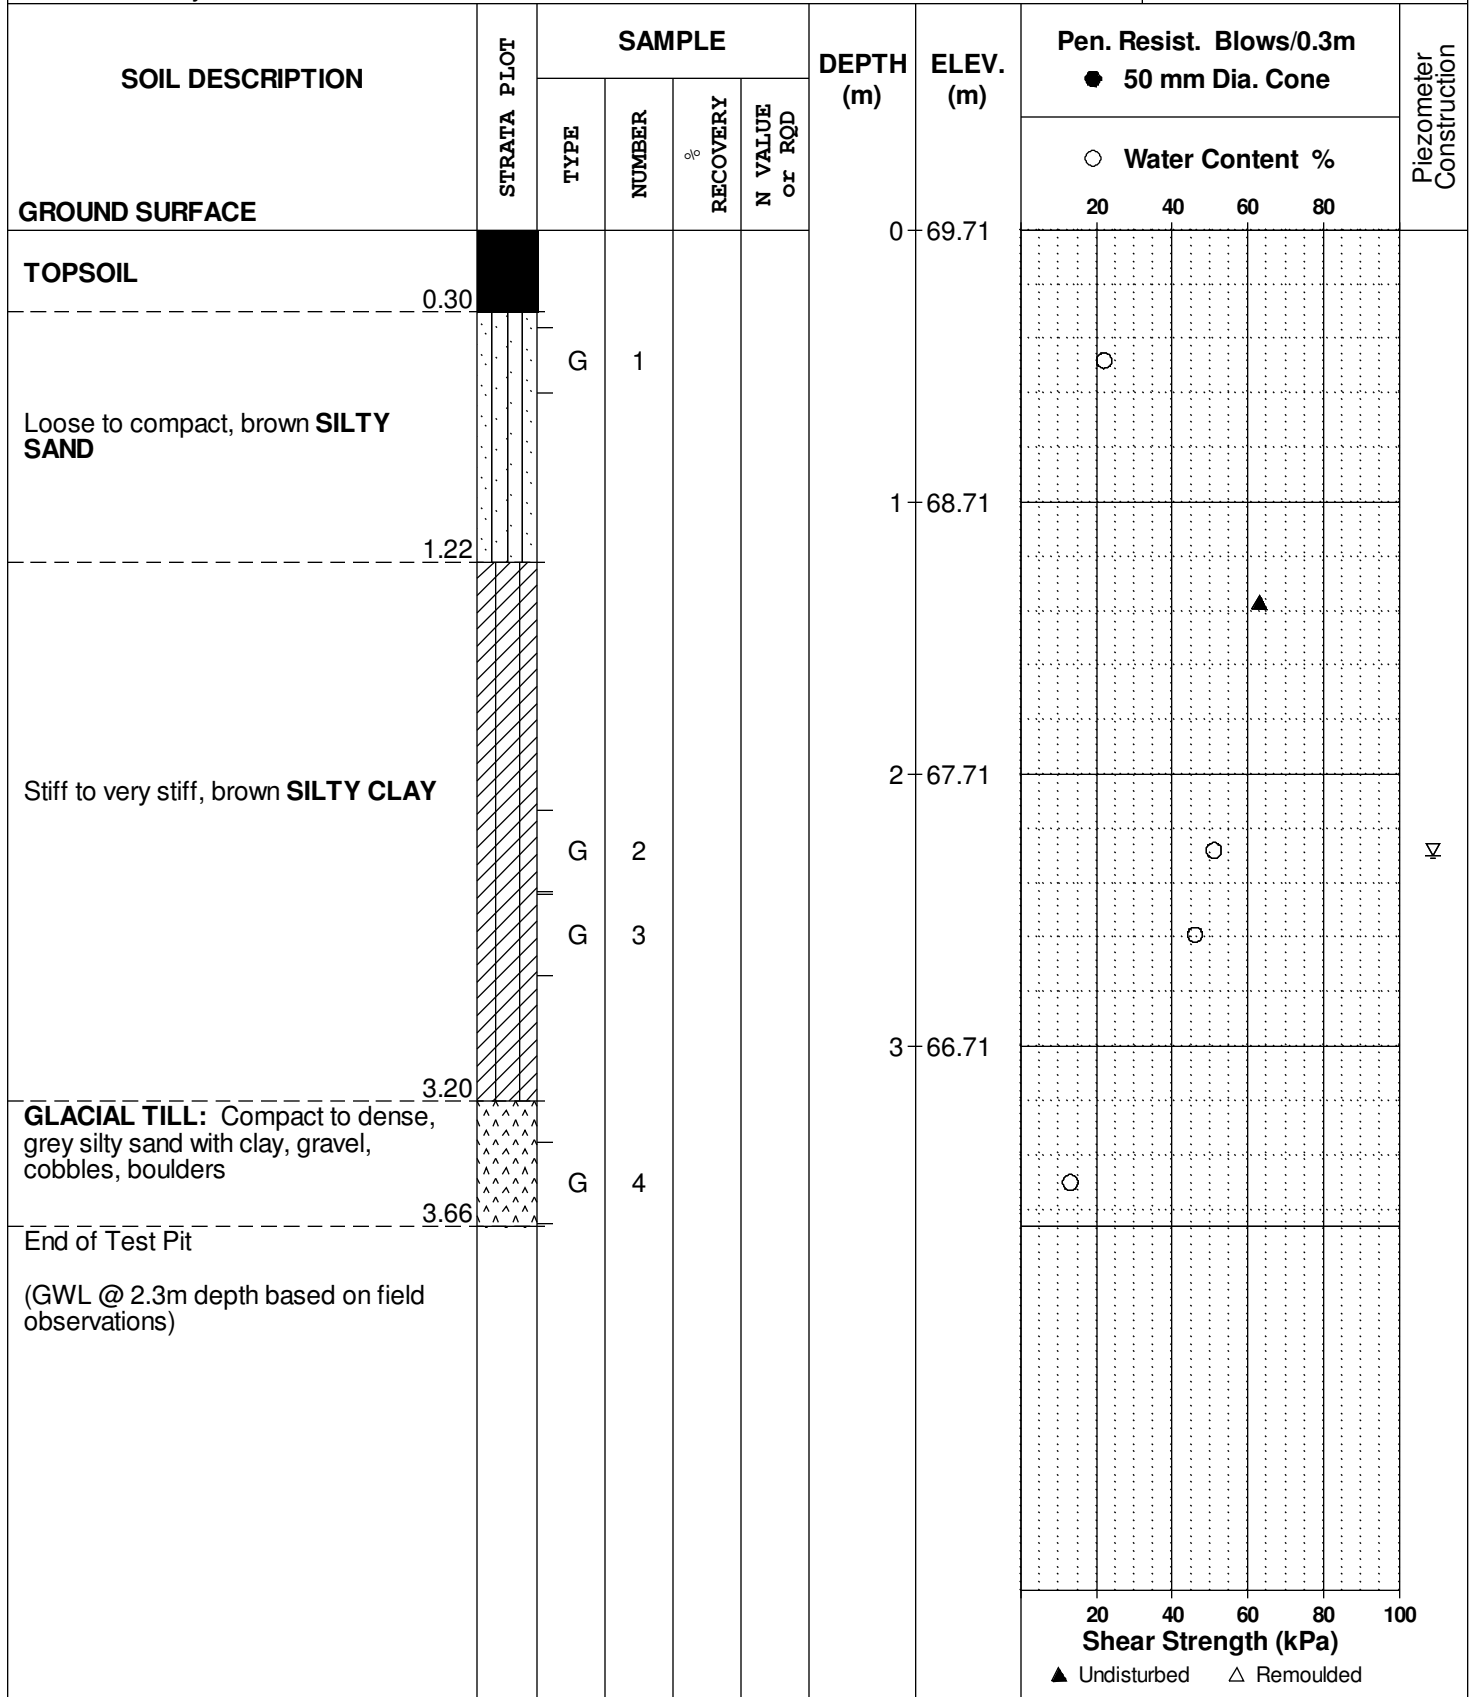 SOIL DESCRIPTION
GROUND SURFACE
STRATA PLOT
SAMPLE
TYPE
NUMBER
%
RECOVERY
N VALUE
or RQD
DEPTH
(m)
ELEV.
(m)
Pen. Resist. Blows/0.3m
● 50 mm Dia. Cone
○ Water Content %
20 40 60 80
Piezometer
Construction
0 69.71
TOPSOIL
0.30
G 1
Loose to compact, brown SILTY
SAND
1 68.71
1.22
2 67.71
Stiff to very stiff, brown SILTY CLAY
G 2
G 3
3 66.71
3.20
GLACIAL TILL: Compact to dense,
grey silty sand with clay, gravel,
cobbles, boulders
G 4
3.66
End of Test Pit
(GWL @ 2.3m depth based on field
observations)
20 40 60 80 100
Shear Strength (kPa)
▲ Undisturbed △ Remoulded